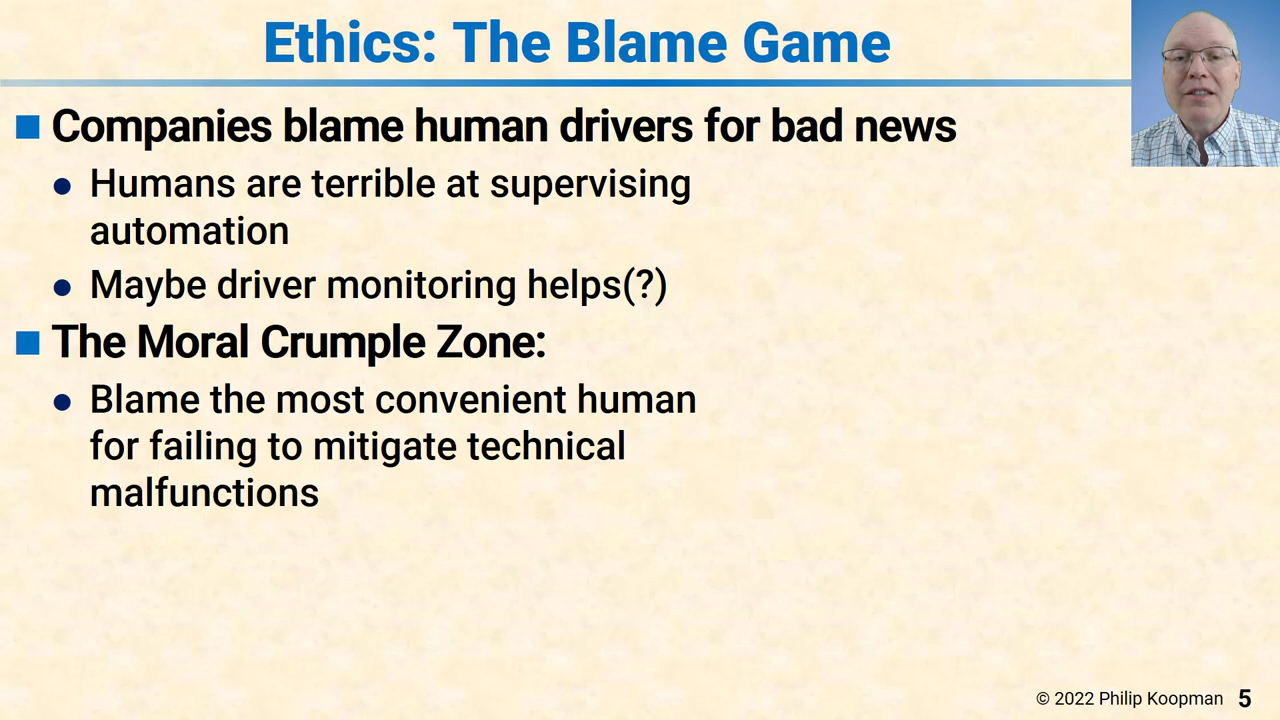 Ethics: The Blame Game
Companies blame human drivers for bad news
Humans are terrible at supervising
automation
Maybe driver monitoring helps(?)
The Moral Crumple Zone:
Blame the most convenient human
for failing to mitigate technical
malfunctions
© 2022 Philip Koopman 5